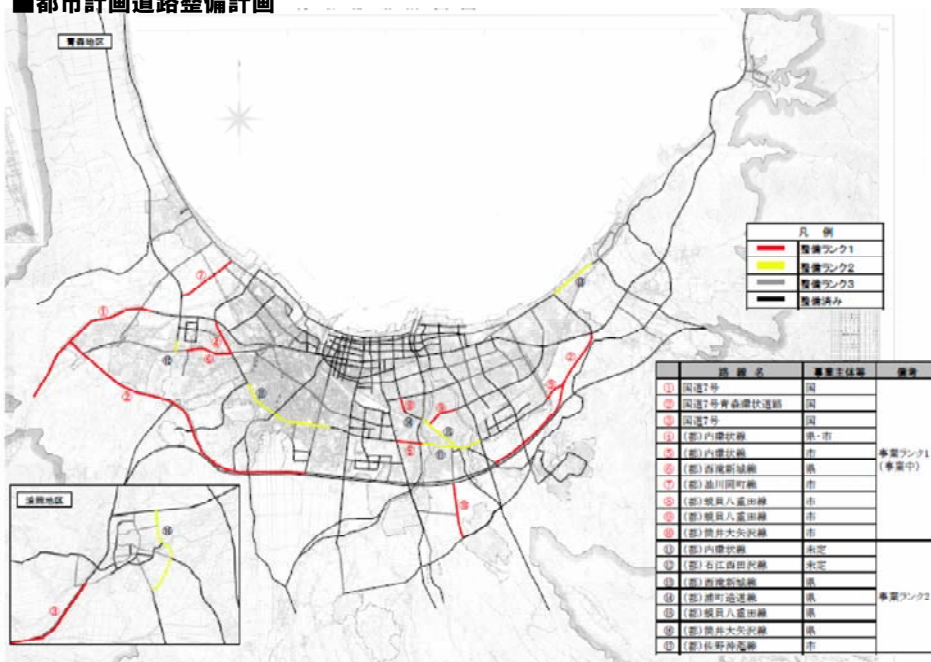 ■都市計画道路整備計画
青森地区
凡 例
整備ランク1
整備ランク2
整備ランク3
整備済み
路 線 名 事業主体等 備考
① 国道7号 国
② 国道7号青森環状道路 国
③ 国道7号 国
④ (都)内環状線 県・市
⑤ (都)内環状線 市
事業ランク1
(事業中)
⑥ (都)西滝新城線 県
⑦ (都)油川岡町線 市
⑧ (都)蜆貝八重田線 市
⑨ (都)蜆貝八重田線 市
⑩ (都)筒井大矢沢線 市
⑪ (都)内環状線 未定
⑫ (都)石江西田沢線 未定
⑬ (都)西滝新城線 県
⑭ (都)浦町造道線 県
事業ランク2
⑮ (都)蜆貝八重田線 県
⑯ (都)筒井大矢沢線 県
⑰ (都)佐野沖館線 市
浪岡地区
①
②
③
④
⑥
⑦